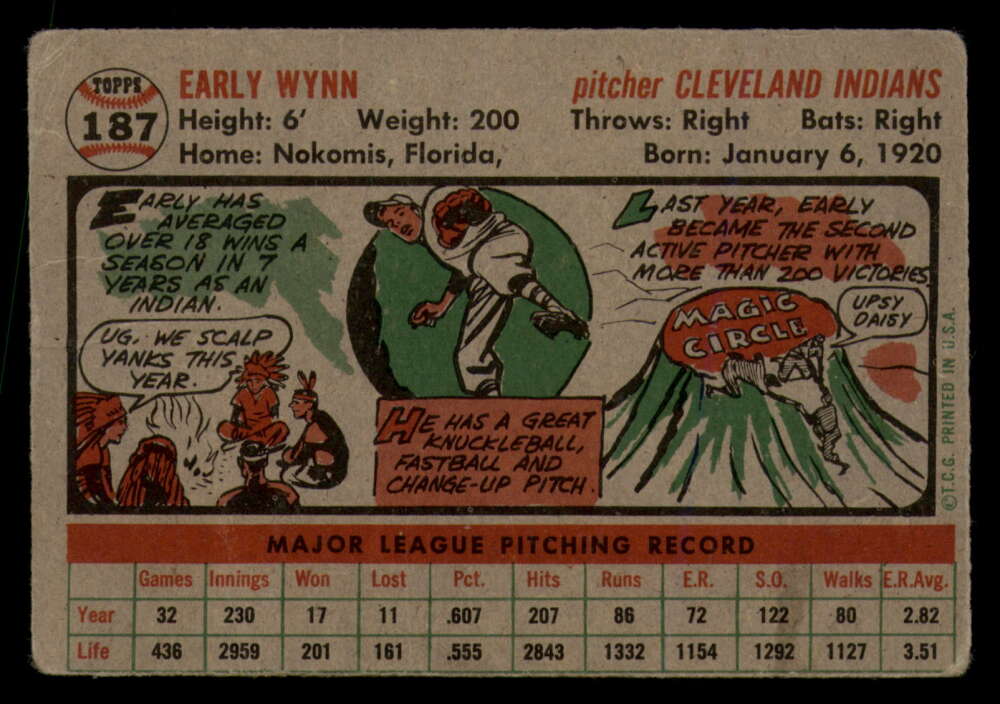 TOPPS
187
EARLY WYNN
pitcher CLEVELAND INDIANS
Height: 6' Weight: 200
Throws: Right Bats: Right
Home: Nokomis, Florida,
Born: January 6, 1920
EARLY HAS
AVERAGED
OVER 18 WINS A
SEASON IN 7
YEARS AS AN
INDIAN.
UG. WE SCALP
YANKS THIS
YEAR.
HE HAS A GREAT
KNUCKLEBALL,
FASTBALL AND
CHANGE-UP PITCH.
LAST YEAR, EARLY
BECAME THE SECOND
ACTIVE PITCHER WITH
MORE THAN 200 VICTORIES.
MAGIC
CIRCLE
UPSY
DAISY
©T.C.G. PRINTED IN U.S.A.
MAJOR LEAGUE PITCHING RECORD
Games Innings Won Lost Pct. Hits Runs E.R. S.O. Walks E.R.Avg.
Year 32 230 17 11 .607 207 86 72 122 80 2.82
Life 436 2959 201 161 .555 2843 1332 1154 1292 1127 3.51